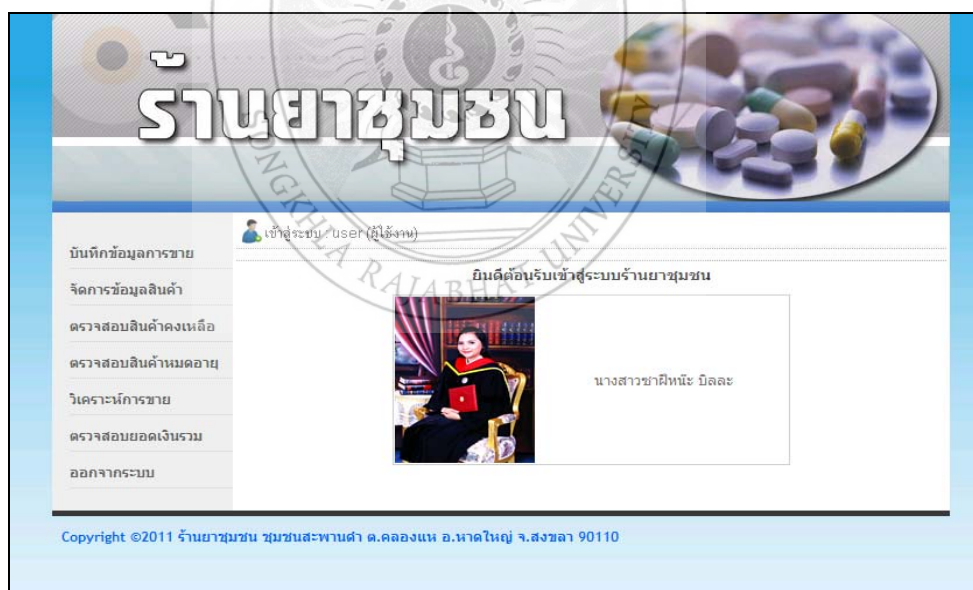 ร้านยาชุมชน
SONGKHLA RAJABHAT UNIVERSITY
เข้าสู่ระบบ : user (ผู้ใช้งาน)
บันทึกข้อมูลการขาย
จัดการข้อมูลสินค้า
ตรวจสอบสินค้าคงเหลือ
ตรวจสอบสินค้าหมดอายุ
วิเคราะห์การขาย
ตรวจสอบยอดเงินรวม
ออกจากระบบ
ยินดีต้อนรับเข้าสู่ระบบร้านยาชุมชน
นางสาวซาฝีหน๊ะ บิลละ
Copyright ©2011 ร้านยาชุมชน ชุมชนสะพานดำ ต.คลองแห อ.หาดใหญ่ จ.สงขลา 90110